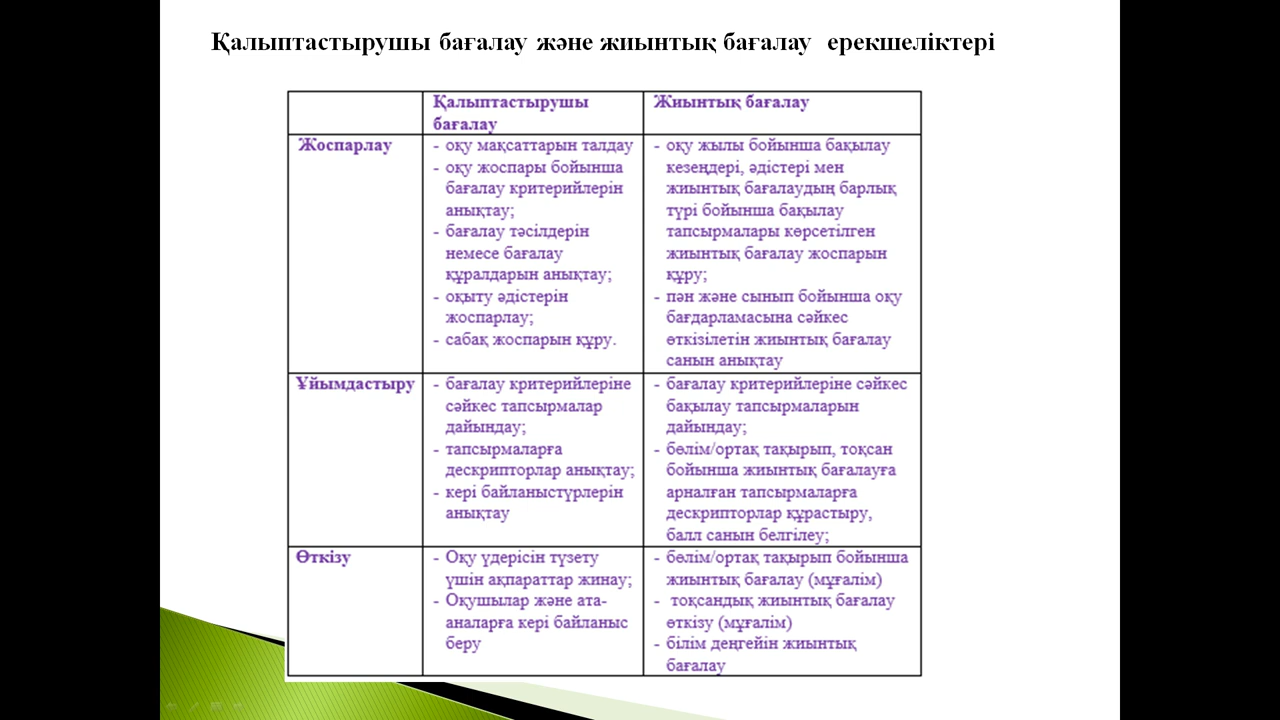 Қалыптастырушы бағалау және жиынтық бағалау  ерекшеліктері
Қалыптастырушы
бағалау
Жиынтық бағалау
Жоспарлау
- оқу мақсаттарын талдау
- оқу жоспары бойынша
бағалау критерийлерін
анықтау;
- бағалау тәсілдерін
немесе бағалау
құралдарын анықтау;
- оқыту әдістерін
жоспарлау;
- сабақ жоспарын құру.
- оқу жылы бойынша бақылау
кезеңдері, әдістері мен
жиынтық бағалаудың барлық
түрі бойынша бақылау
тапсырмалары көрсетілген
жиынтық бағалау жоспарын
құру;
- пән және сынып бойынша оқу
бағдарламасына сәйкес
өткізілетін жиынтық бағалау
санын анықтау
Ұйымдастыру
- бағалау критерийлеріне
сәйкес тапсырмалар
дайындау;
- тапсырмаларға
дескрипторлар анықтау;
- кері байланыстүрлерін
анықтау
- бағалау критерийлеріне сәйкес
бақылау тапсырмаларын
дайындау;
- бөлім/ортақ тақырып, тоқсан
бойынша жиынтық бағалауға
арналған тапсырмаларға
дескрипторлар құрастыру,
балл санын белгілеу;
Өткізу
- Оқу үдерісін түзету
үшін ақпараттар жинау;
- Оқушылар және ата-
аналарға кері байланыс
беру
- бөлім/ортақ тақырып бойынша
жиынтық бағалау (мұғалім)
- тоқсандық жиынтық бағалау
өткізу (мұғалім)
- білім деңгейін жиынтық
бағалау